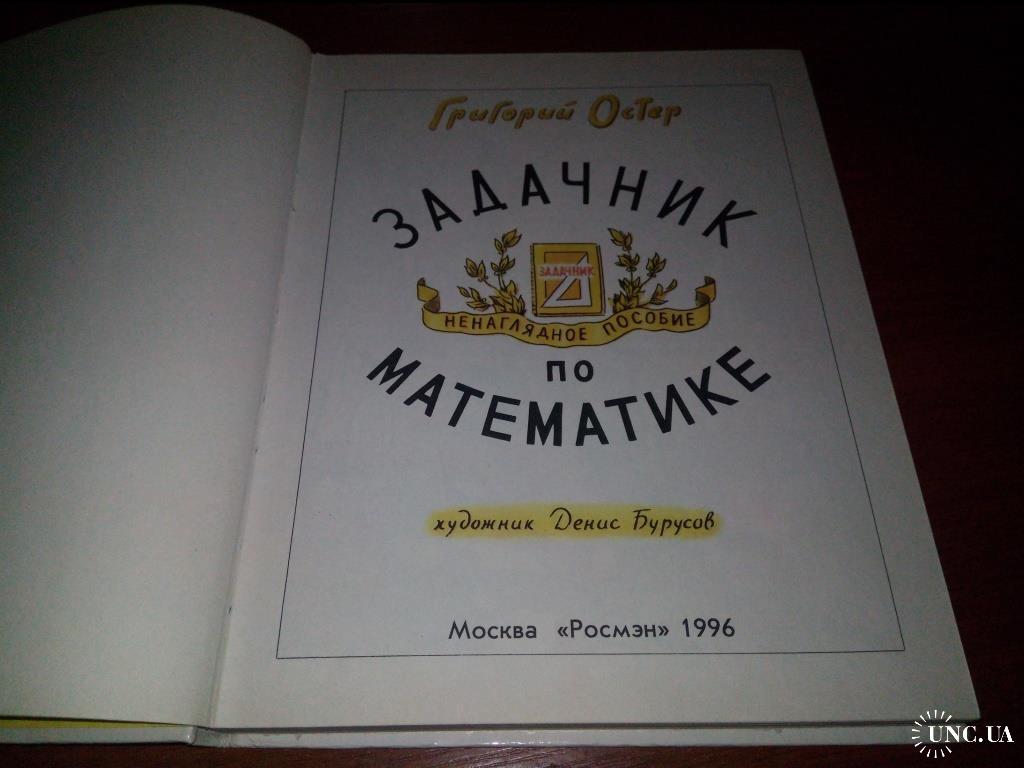 Григорий Остер
ЗАДАЧНИК
ЗАДАЧНИК
НЕНАГЛЯДНОЕ ПОСОБИЕ
ПО
МАТЕМАТИКЕ
художник Денис Бурусов
Москва «Росмэн» 1996
UNC.UA